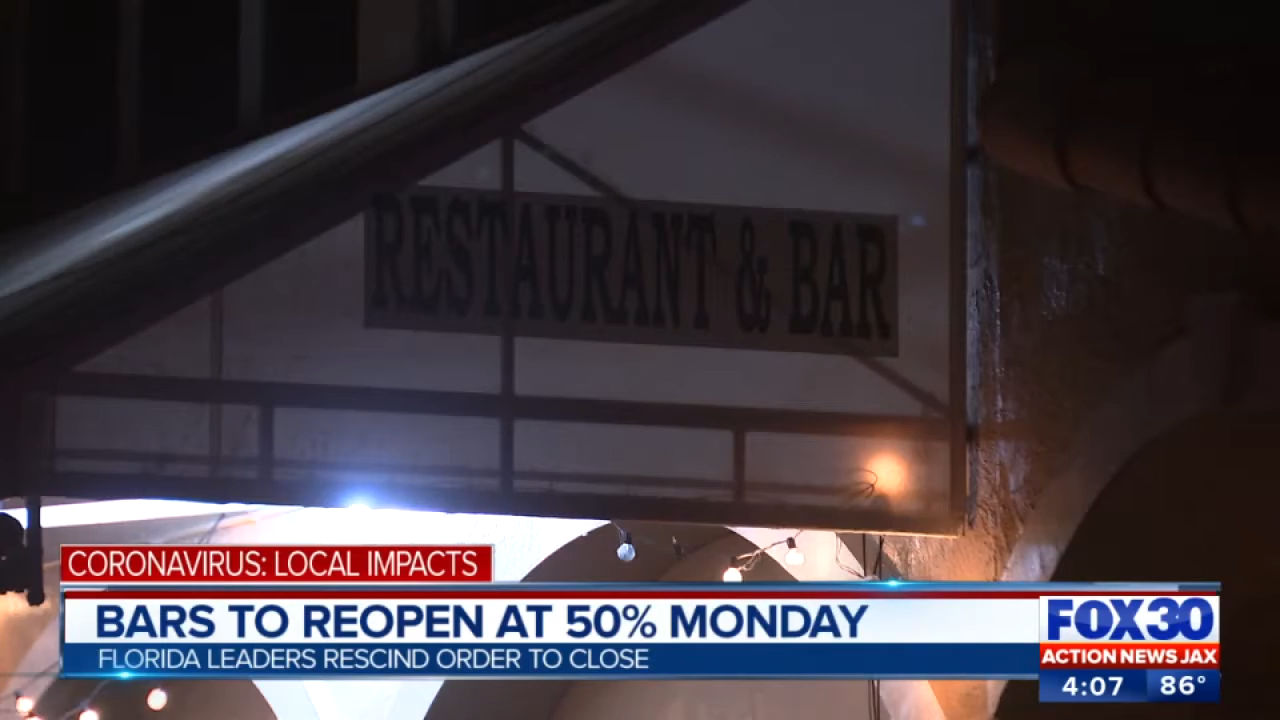 RESTAURANT & BAR
CORONAVIRUS: LOCAL IMPACTS
BARS TO REOPEN AT 50% MONDAY
FLORIDA LEADERS RESCIND ORDER TO CLOSE
FOX30
ACTION NEWS JAX
4:07 86°